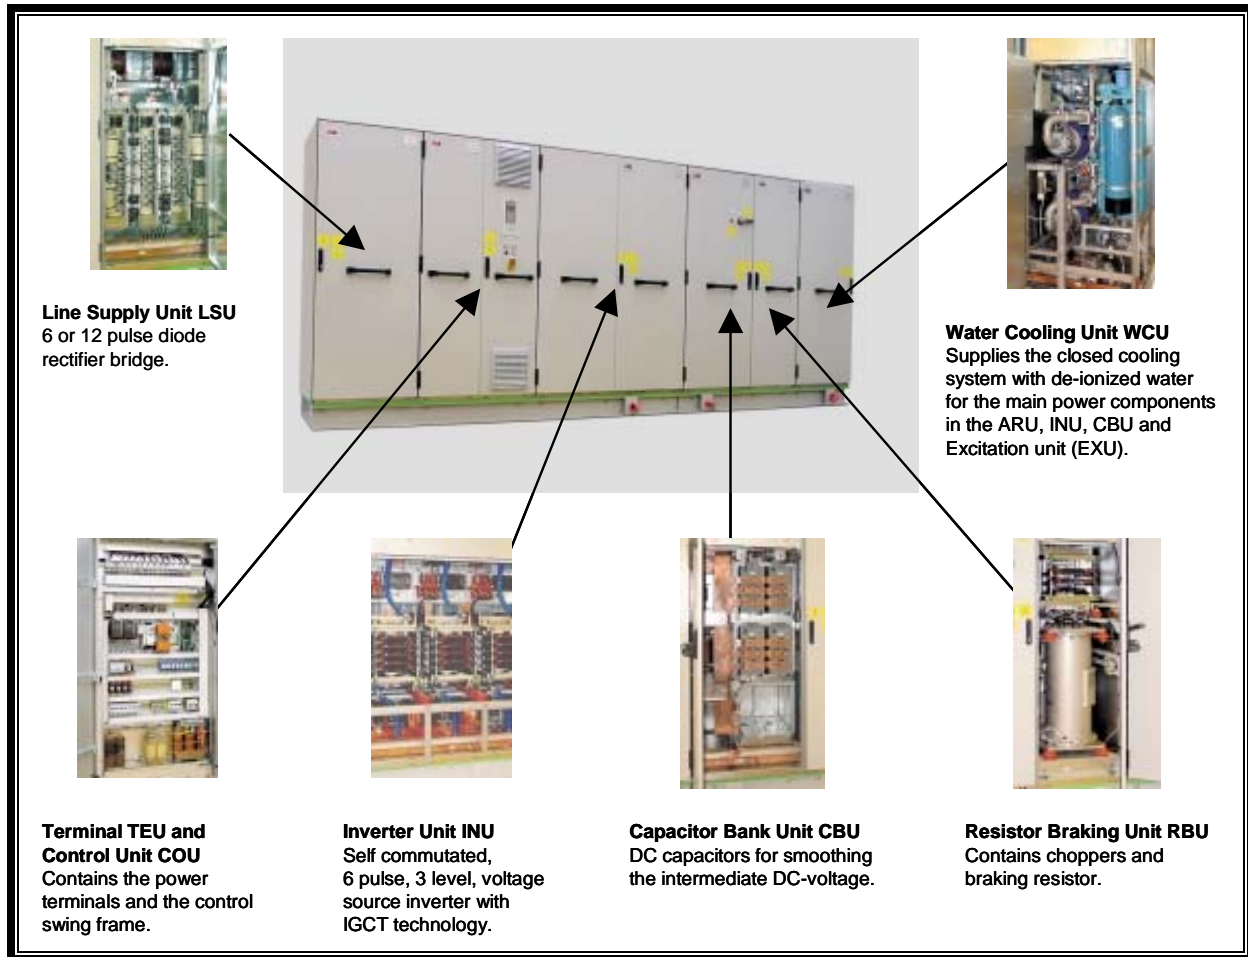 Line Supply Unit LSU
6 or 12 pulse diode
rectifier bridge.
Water Cooling Unit WCU
Supplies the closed cooling
system with de-ionized water
for the main power components
in the ARU, INU, CBU and
Excitation unit (EXU).
Terminal TEU and
Control Unit COU
Contains the power
terminals and the control
swing frame.
Inverter Unit INU
Self commutated,
6 pulse, 3 level, voltage
source inverter with
IGCT technology.
Capacitor Bank Unit CBU
DC capacitors for smoothing
the intermediate DC-voltage.
Resistor Braking Unit RBU
Contains choppers and
braking resistor.